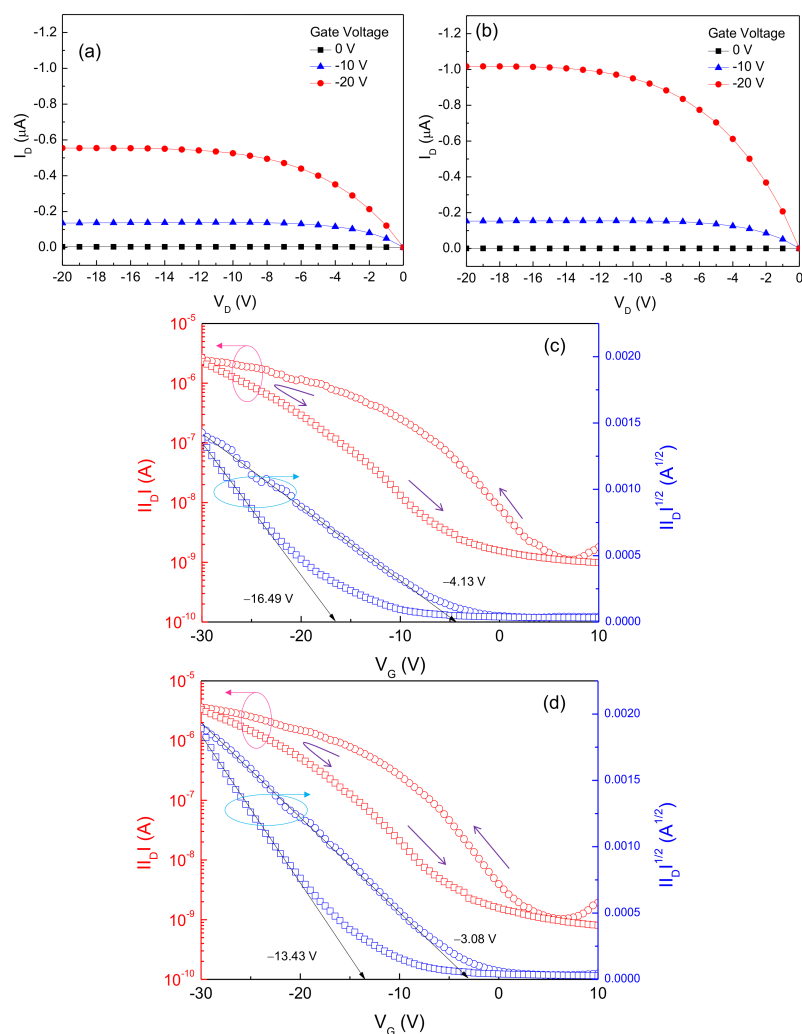 (a)
Gate Voltage
0 V
-10 V
-20 V
-1.2
-1.0
-0.8
-0.6
-0.4
-0.2
0.0
I_D (μA)
-20 -18 -16 -14 -12 -10 -8 -6 -4 -2 0
V_D (V)
(b)
Gate Voltage
0 V
-10 V
-20 V
-1.2
-1.0
-0.8
-0.6
-0.4
-0.2
0.0
I_D (μA)
-20 -18 -16 -14 -12 -10 -8 -6 -4 -2 0
V_D (V)
(c)
10^-5
10^-6
10^-7
10^-8
10^-9
10^-10
|I_D| (A)
0.0020
0.0015
0.0010
0.0005
0.0000
|I_D|^1/2 (A^1/2)
−16.49 V
−4.13 V
-30 -20 -10 0 10
V_G (V)
(d)
10^-5
10^-6
10^-7
10^-8
10^-9
10^-10
|I_D| (A)
0.0020
0.0015
0.0010
0.0005
0.0000
|I_D|^1/2 (A^1/2)
−13.43 V
−3.08 V
-30 -20 -10 0 10
V_G (V)